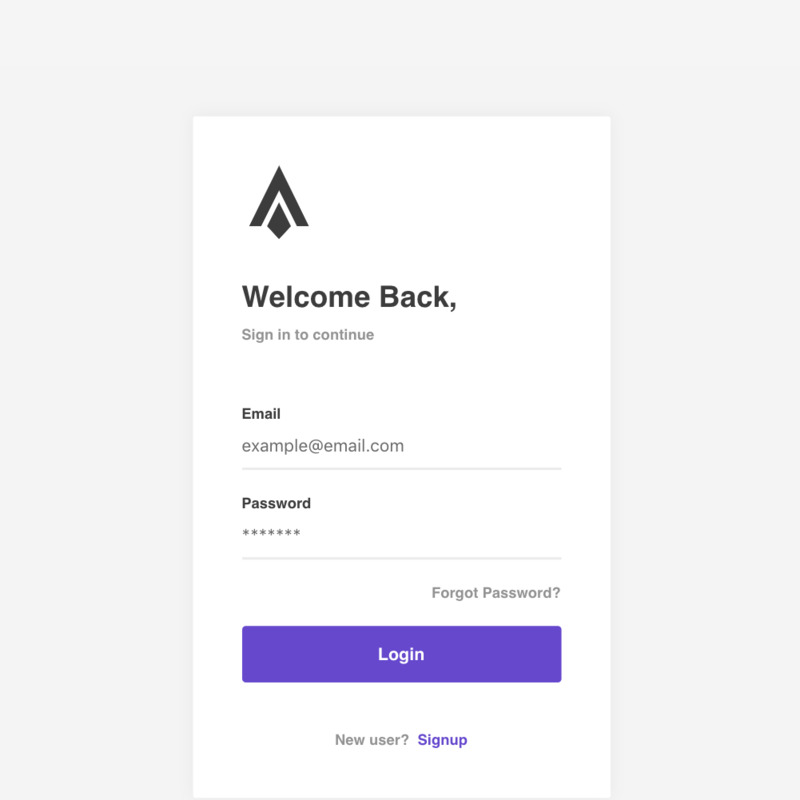 Welcome Back,
Sign in to continue
Email
example@email.com
Password
*******
Forgot Password?
Login
New user? Signup